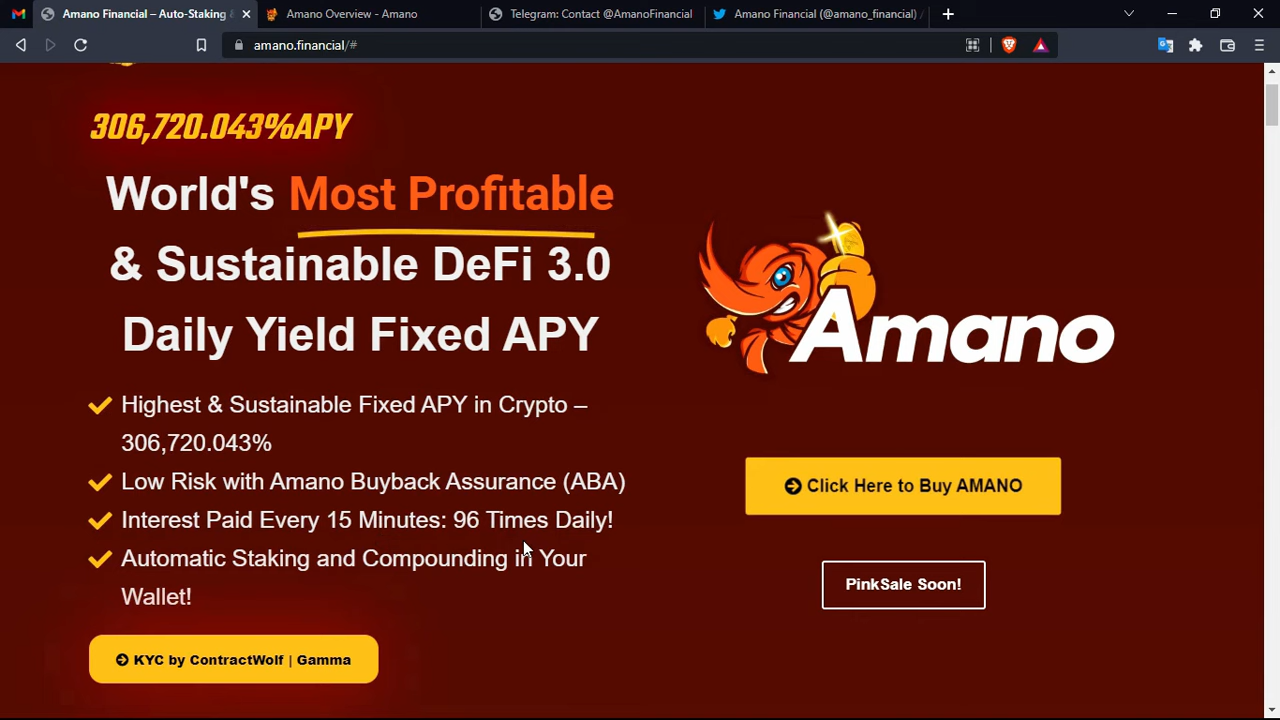 Amano Financial – Auto-Staking &
Amano Overview - Amano
Telegram: Contact @AmanoFinancial
Amano Financial (@amano_financial) /
amano.financial/#
306,720.043%APY
World's Most Profitable
& Sustainable DeFi 3.0
Daily Yield Fixed APY
Highest & Sustainable Fixed APY in Crypto –
306,720.043%
Low Risk with Amano Buyback Assurance (ABA)
Interest Paid Every 15 Minutes: 96 Times Daily!
Automatic Staking and Compounding in Your
Wallet!
KYC by ContractWolf | Gamma
Amano
Click Here to Buy AMANO
PinkSale Soon!